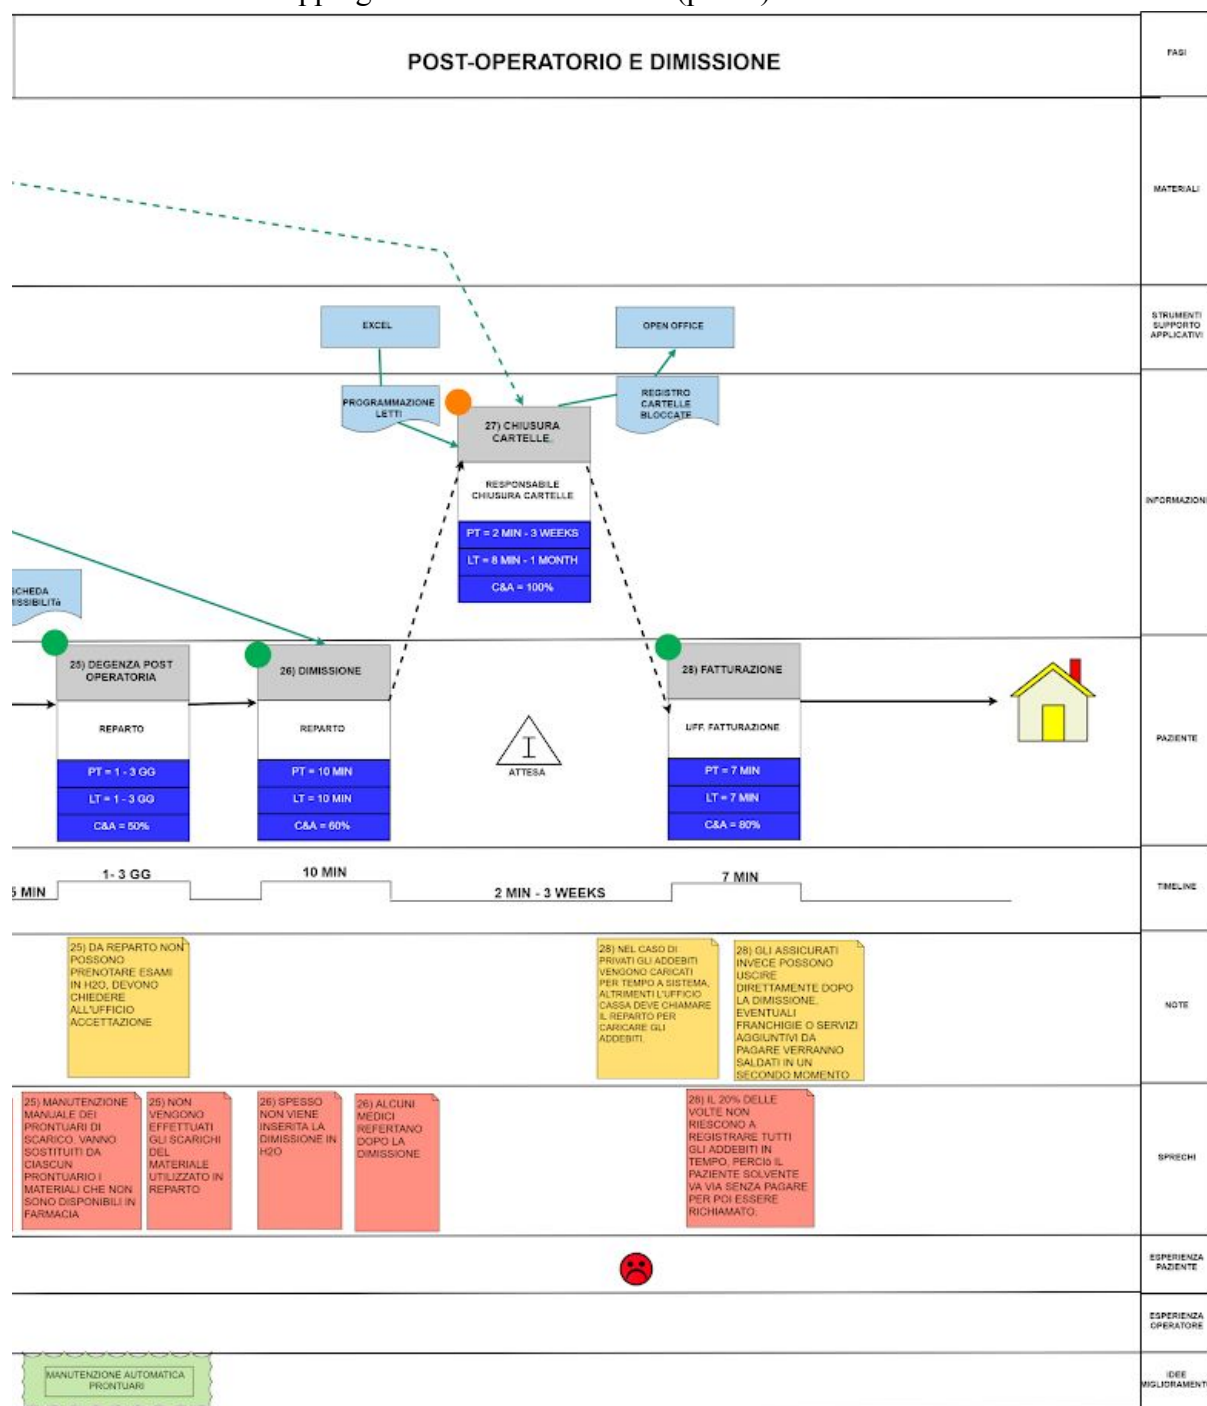 POST-OPERATORIO E DIMISSIONE
FASI
MATERIALI
STRUMENTI
SUPPORTO
APPLICATIVI
EXCEL
OPEN OFFICE
PROGRAMMAZIONE
LETTI
REGISTRO
CARTELLE
BLOCCATE
27) CHIUSURA
CARTELLE.
RESPONSABILE
CHIUSURA CARTELLE
PT = 2 MIN - 3 WEEKS
LT = 8 MIN - 1 MONTH
C&A = 100%
INFORMAZIONI
SCHEDA
25) DEGENZA POST
OPERATORIA
REPARTO
PT = 1 - 3 GG
LT = 1 - 3 GG
C&A = 50%
26) DIMISSIONE
REPARTO
PT = 10 MIN
LT = 10 MIN
C&A = 60%
I
ATTESA
28) FATTURAZIONE
UFF. FATTURAZIONE
PT = 7 MIN
LT = 7 MIN
C&A = 80%
PAZIENTE
5 MIN
1- 3 GG
10 MIN
2 MIN - 3 WEEKS
7 MIN
TIMELINE
25) DA REPARTO NON
POSSONO
PRENOTARE ESAMI
IN H2O, DEVONO
CHIEDERE
ALL'UFFICIO
ACCETTAZIONE
28) NEL CASO DI
PRIVATI GLI ADDEBITI
VENGONO CARICATI
PER TEMPO A SISTEMA,
ALTRIMENTI L'UFFICIO
CASSA DEVE CHIAMARE
IL REPARTO PER
CARICARE GLI
ADDEBITI.
28) GLI ASSICURATI
INVECE POSSONO
USCIRE
DIRETTAMENTE DOPO
LA DIMISSIONE.
EVENTUALI
FRANCHIGIE O SERVIZI
AGGIUNTIVI DA
PAGARE VERRANNO
SALDATI IN UN
SECONDO MOMENTO
NOTE
25) MANUTENZIONE
MANUALE DEI
PRONTUARI DI
SCARICO. VANNO
SOSTITUITI DA
CIASCUN
PRONTUARIO I
MATERIALI CHE NON
SONO DISPONIBILI IN
FARMACIA
25) NON
VENGONO
EFFETTUATI
GLI SCARICHI
DEL
MATERIALE
UTILIZZATO IN
REPARTO
26) SPESSO
NON VIENE
INSERITA LA
DIMISSIONE IN
H2O
26) ALCUNI
MEDICI
REFERTANO
DOPO LA
DIMISSIONE
28) IL 20% DELLE
VOLTE NON
RIESCONO A
REGISTRARE TUTTI
GLI ADDEBITI IN
TEMPO, PERCIò IL
PAZIENTE SOLVENTE
VA VIA SENZA PAGARE
PER POI ESSERE
RICHIAMATO.
SPRECHI
ESPERIENZA
PAZIENTE
ESPERIENZA
OPERATORE
MANUTENZIONE AUTOMATICA
PRONTUARI
IDEE